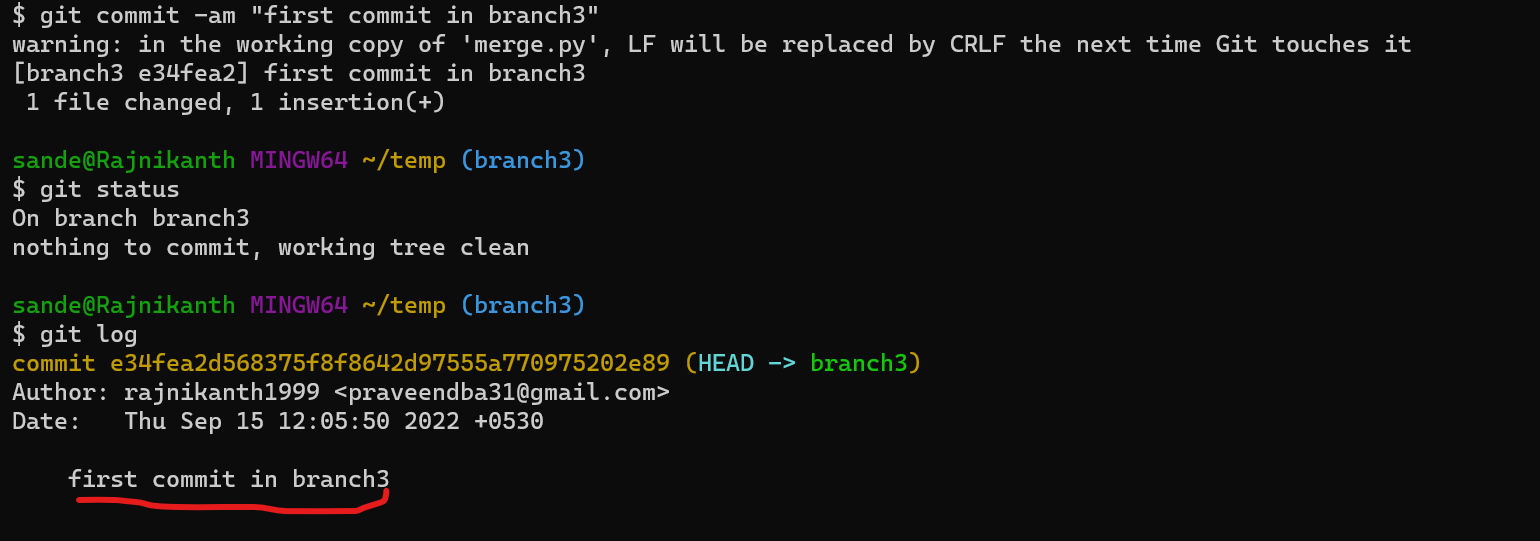 $ git commit -am "first commit in branch3"
warning: in the working copy of 'merge.py', LF will be replaced by CRLF the next time Git touches it
[branch3 e34fea2] first commit in branch3
 1 file changed, 1 insertion(+)
sande@Rajnikanth MINGW64 ~/temp (branch3)
$ git status
On branch branch3
nothing to commit, working tree clean
sande@Rajnikanth MINGW64 ~/temp (branch3)
$ git log
commit e34fea2d568375f8f8642d97555a770975202e89 (HEAD -> branch3)
Author: rajnikanth1999 <praveendba31@gmail.com>
Date:   Thu Sep 15 12:05:50 2022 +0530
    first commit in branch3